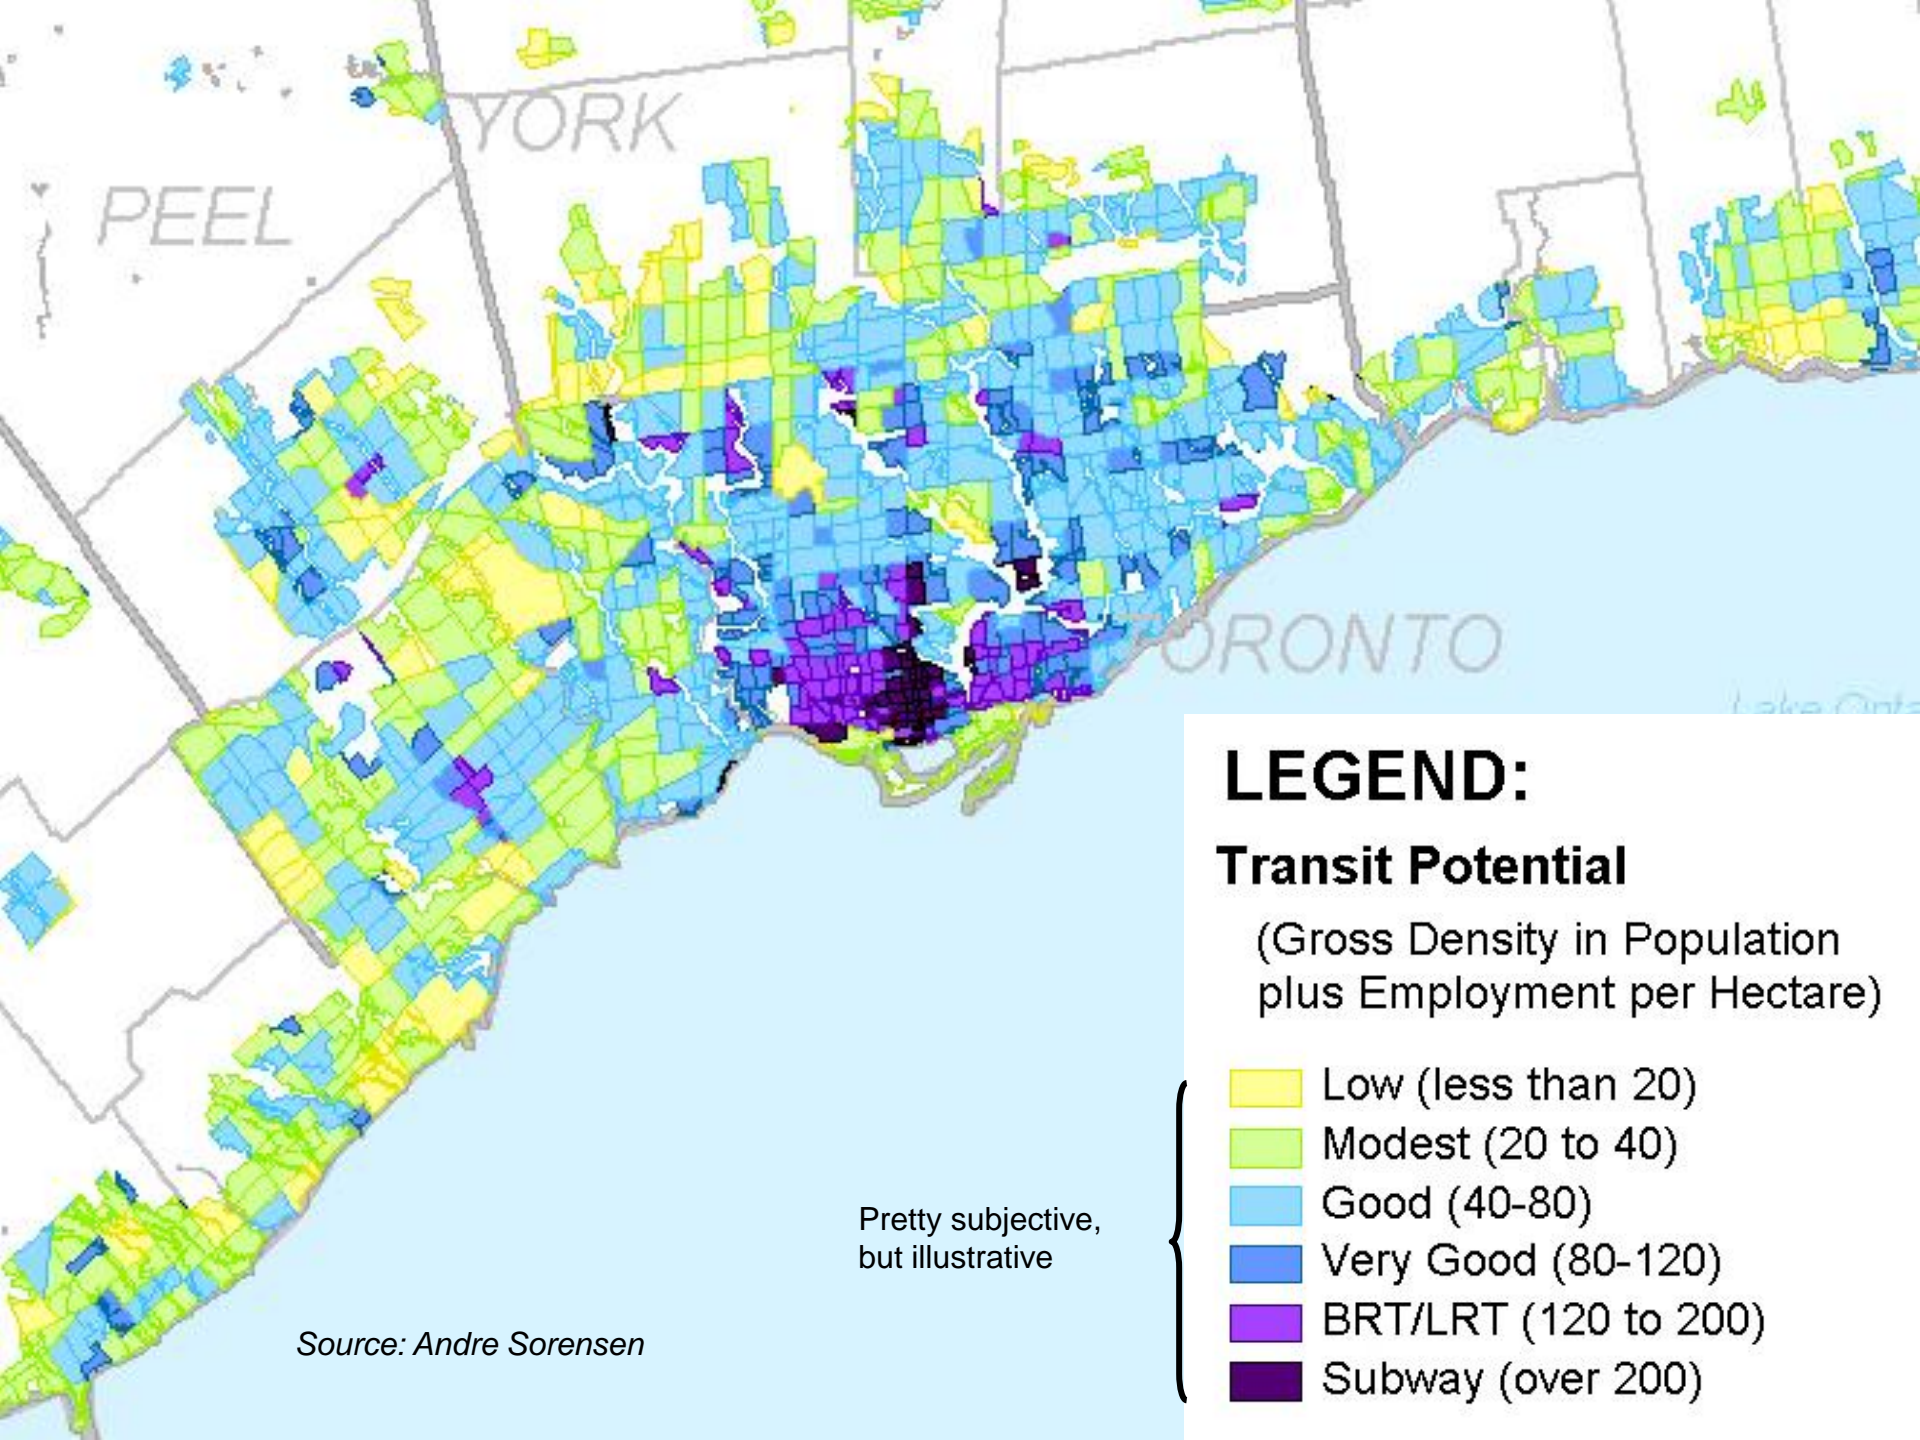 YORK
PEEL
TORONTO
LEGEND:
Transit Potential
(Gross Density in Population
plus Employment per Hectare)
Low (less than 20)
Modest (20 to 40)
Good (40-80)
Very Good (80-120)
BRT/LRT (120 to 200)
Subway (over 200)
Pretty subjective,
but illustrative
Source: Andre Sorensen